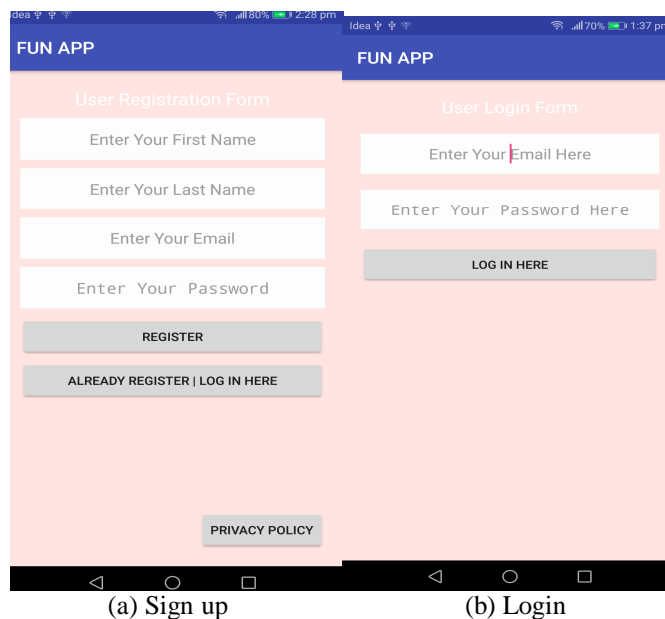 Idea 80% 2:28 pm
FUN APP
User Registration Form
Enter Your First Name
Enter Your Last Name
Enter Your Email
Enter Your Password
REGISTER
ALREADY REGISTER | LOG IN HERE
PRIVACY POLICY
(a) Sign up
Idea 70% 1:37 pm
FUN APP
User Login Form
Enter Your Email Here
Enter Your Password Here
LOG IN HERE
(b) Login